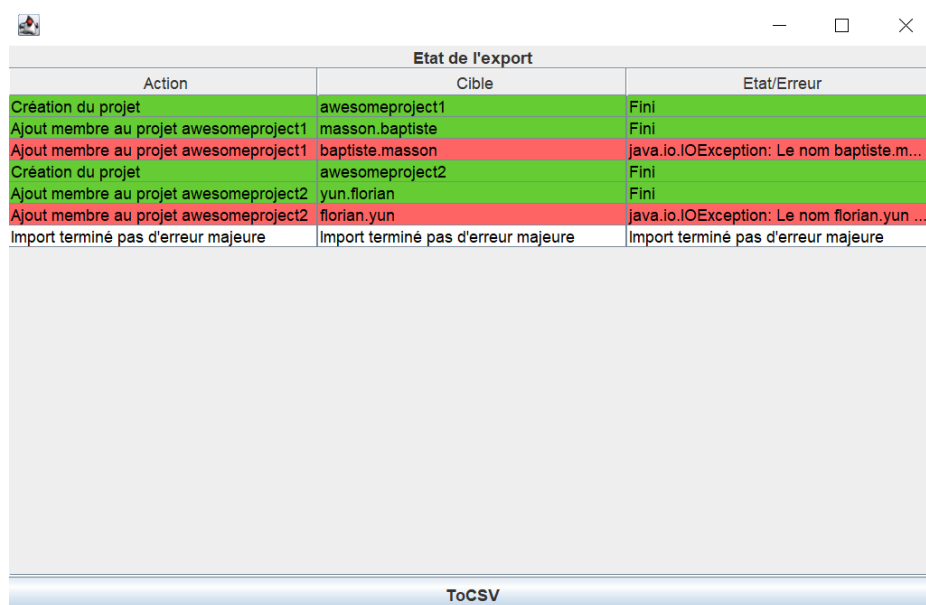 Etat de l'export
Action Cible Etat/Erreur
Création du projet awesomeproject1 Fini
Ajout membre au projet awesomeproject1 masson.baptiste Fini
Ajout membre au projet awesomeproject1 baptiste.masson java.io.IOException: Le nom baptiste.m...
Création du projet awesomeproject2 Fini
Ajout membre au projet awesomeproject2 yun.florian Fini
Ajout membre au projet awesomeproject2 florian.yun java.io.IOException: Le nom florian.yun ...
Import terminé pas d'erreur majeure Import terminé pas d'erreur majeure Import terminé pas d'erreur majeure
ToCSV